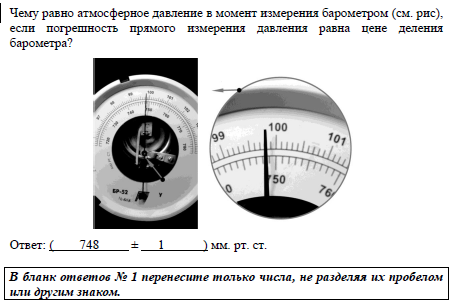 Чему равно атмосферное давление в момент измерения барометром (см. рис),
если погрешность прямого измерения давления равна цене деления
барометра?
99 100 101
0 750 76
БР-52
Ответ: ( 748 ± 1 ) мм. рт. ст.
В бланк ответов № 1 перенесите только числа, не разделяя их пробелом
или другим знаком.